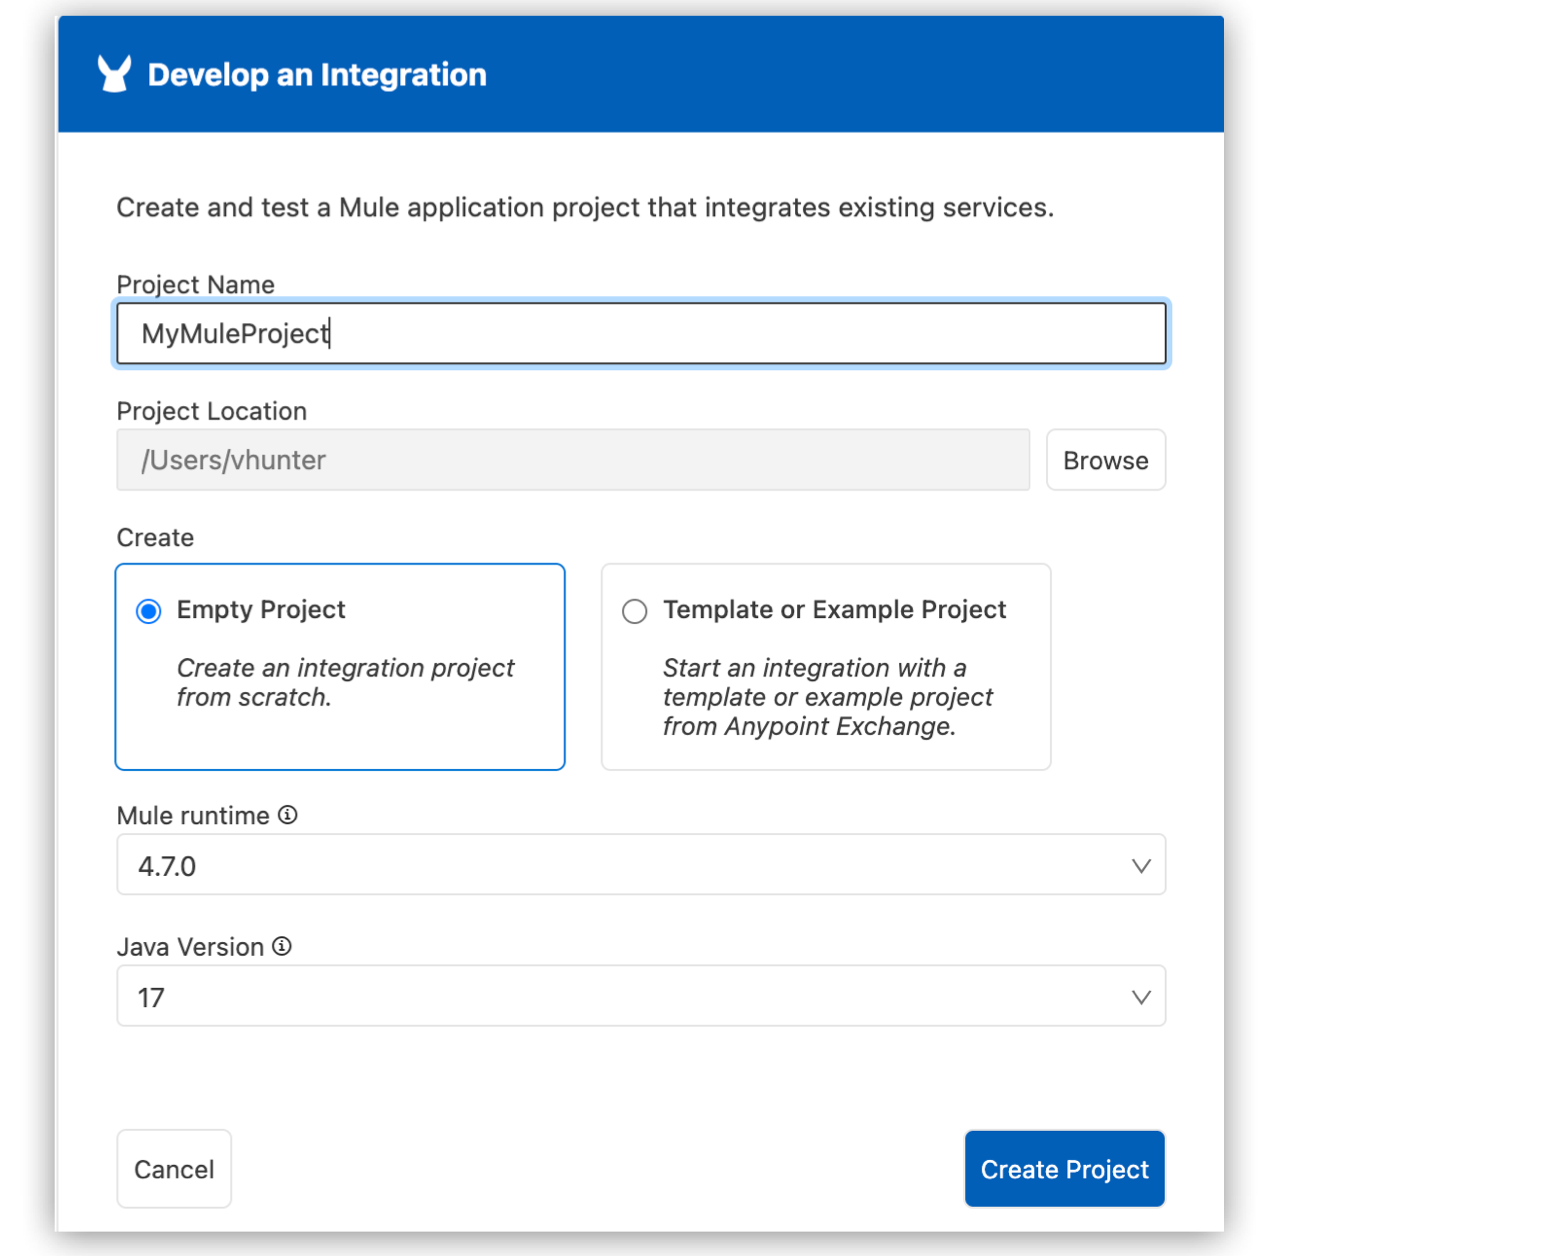 Develop an Integration
Create and test a Mule application project that integrates existing services.
Project Name
MyMuleProject
Project Location
/Users/vhunter
Browse
Create
Empty Project
Create an integration project
from scratch.
Template or Example Project
Start an integration with a
template or example project
from Anypoint Exchange.
Mule runtime
4.7.0
Java Version
17
Cancel
Create Project